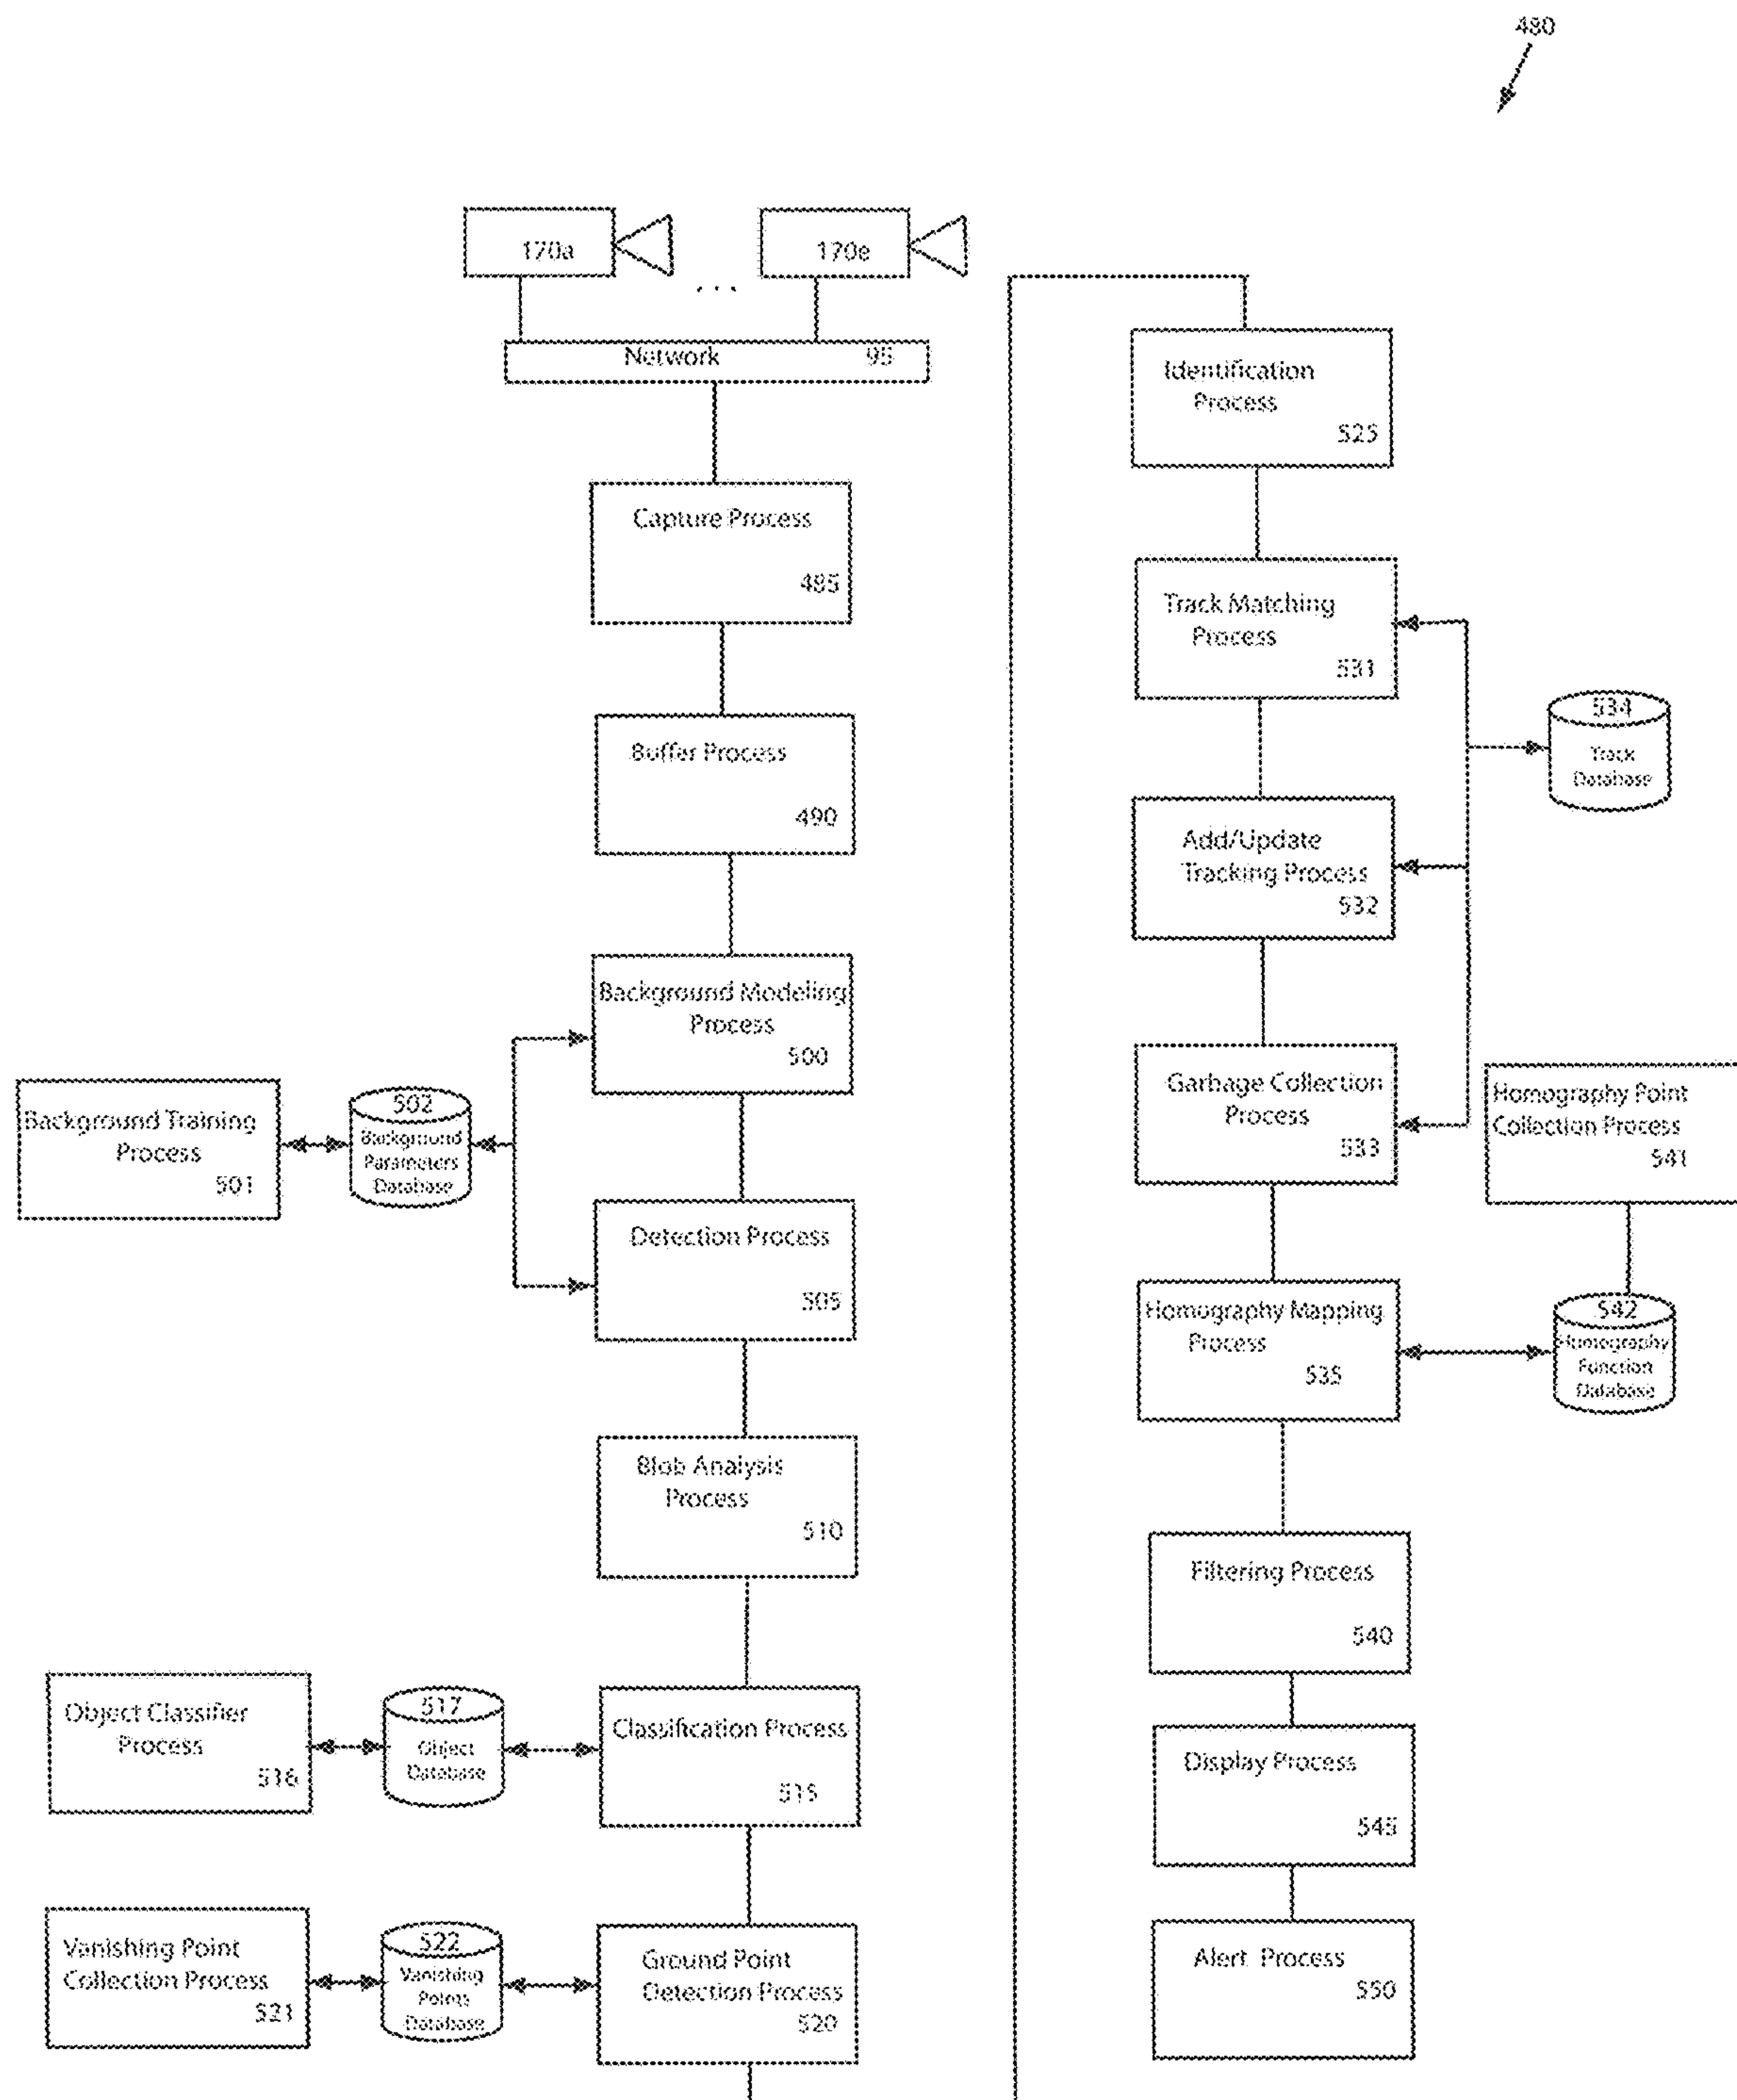 480
170a
170e
...
Network 95
Capture Process
485
Buffer Process
490
Background Modeling
Process
500
Background Training
Process
501
502
Background
Parameters
Database
Detection Process
505
Blob Analysis
Process
510
Object Classifier
Process
516
517
Object
Database
Classification Process
515
Vanishing Point
Collection Process
521
522
Vanishing
Points
Database
Ground Point
Detection Process
520
Identification
Process
525
Track Matching
Process
531
534
Track
Database
Add/Update
Tracking Process
532
Garbage Collection
Process
533
Homography Point
Collection Process
541
Homography Mapping
Process
535
542
Homography
Function
Database
Filtering Process
540
Display Process
545
Alert Process
550